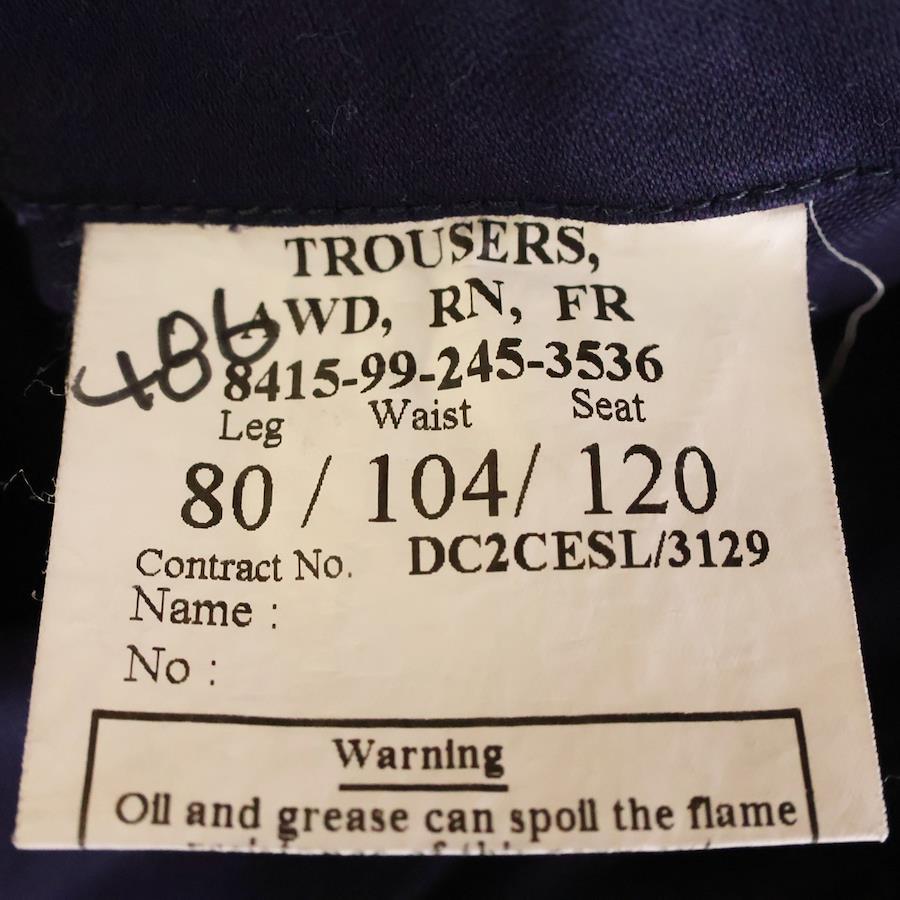 TROUSERS,
AWD, RN, FR
486
8415-99-245-3536
Leg Waist Seat
80 / 104/ 120
Contract No. DC2CESL/3129
Name :
No :
Warning
Oil and grease can spoil the flame